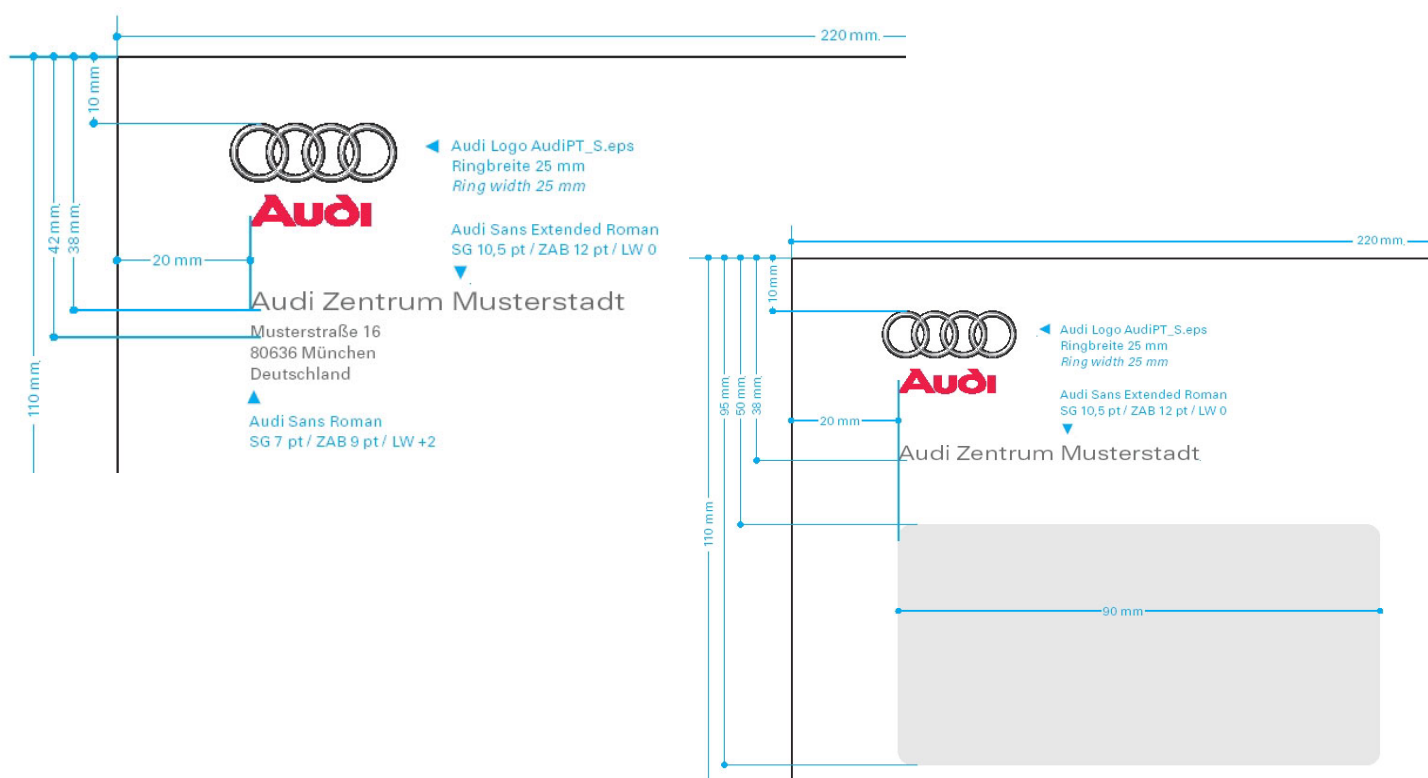 220 mm
10 mm
42 mm
38 mm
110 mm
20 mm
Audi
Audi Logo AudiPT_S.eps
Ringbreite 25 mm
Ring width 25 mm
Audi Sans Extended Roman
SG 10,5 pt / ZAB 12 pt / LW 0
Audi Zentrum Musterstadt
Musterstraße 16
80636 München
Deutschland
Audi Sans Roman
SG 7 pt / ZAB 9 pt / LW +2
220 mm
10 mm
95 mm
50 mm
38 mm
110 mm
20 mm
Audi
Audi Logo AudiPT_S.eps
Ringbreite 25 mm
Ring width 25 mm
Audi Sans Extended Roman
SG 10,5 pt / ZAB 12 pt / LW 0
Audi Zentrum Musterstadt
90 mm